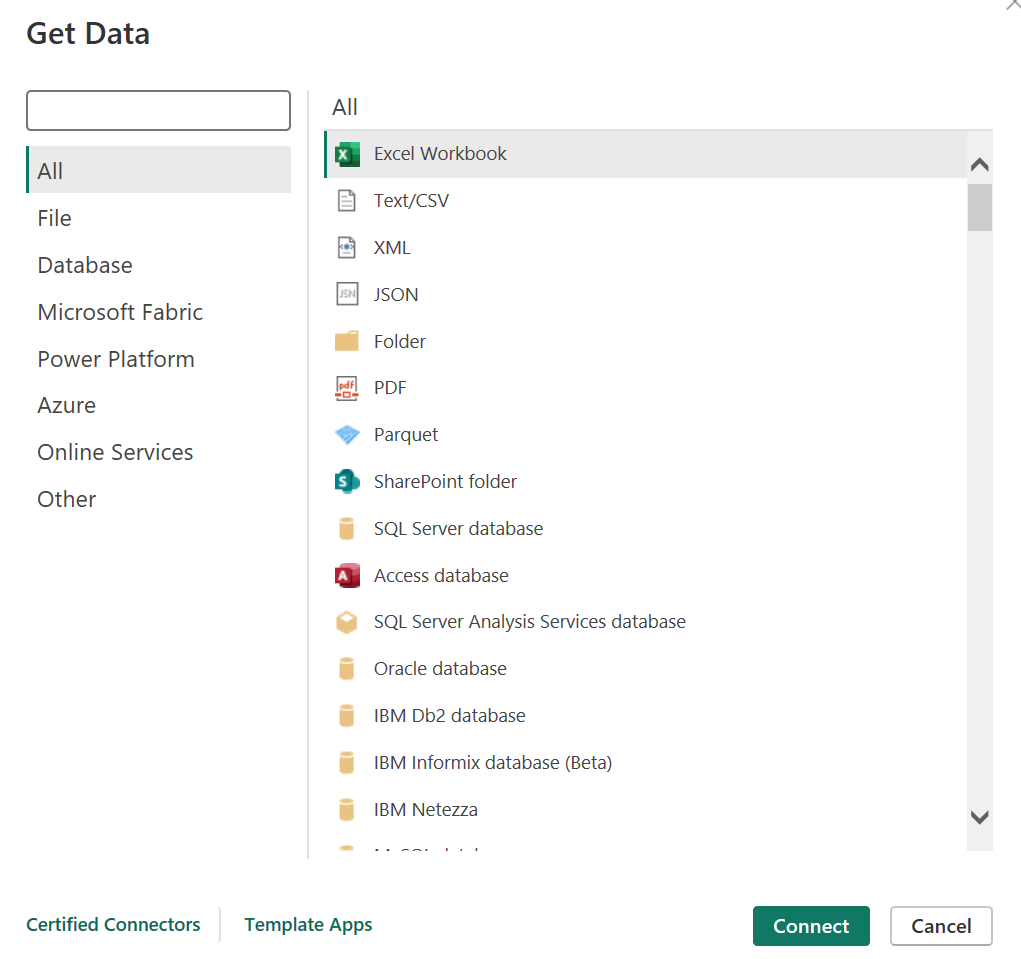 Get Data
All
File
Database
Microsoft Fabric
Power Platform
Azure
Online Services
Other
All
Excel Workbook
Text/CSV
XML
JSON
Folder
PDF
Parquet
SharePoint folder
SQL Server database
Access database
SQL Server Analysis Services database
Oracle database
IBM Db2 database
IBM Informix database (Beta)
IBM Netezza
Certified Connectors
Template Apps
Connect
Cancel